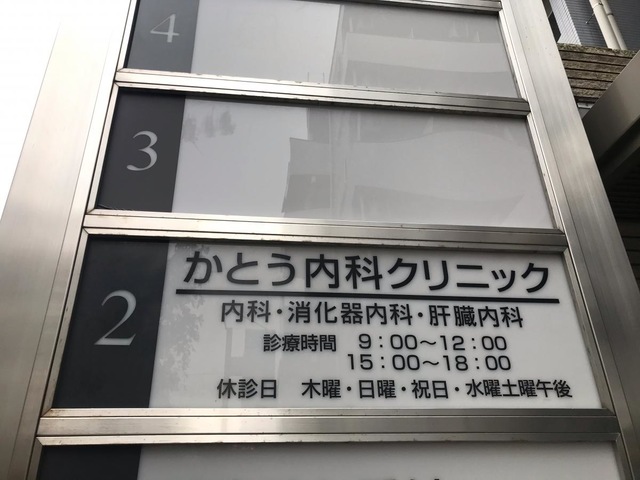 4
3
2
かとう内科クリニック
内科・消化器内科・肝臓内科
診療時間 9:00～12:00
15:00～18:00
休診日 木曜・日曜・祝日・水曜土曜午後